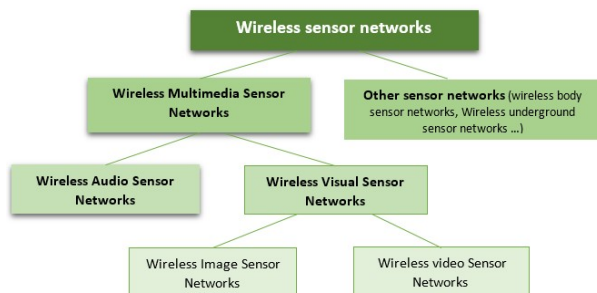 Wireless sensor networks
Wireless Multimedia Sensor
Networks
Other sensor networks (wireless body
sensor networks, Wireless underground
sensor networks ...)
Wireless Audio Sensor
Networks
Wireless Visual Sensor
Networks
Wireless Image Sensor
Networks
Wireless video Sensor
Networks